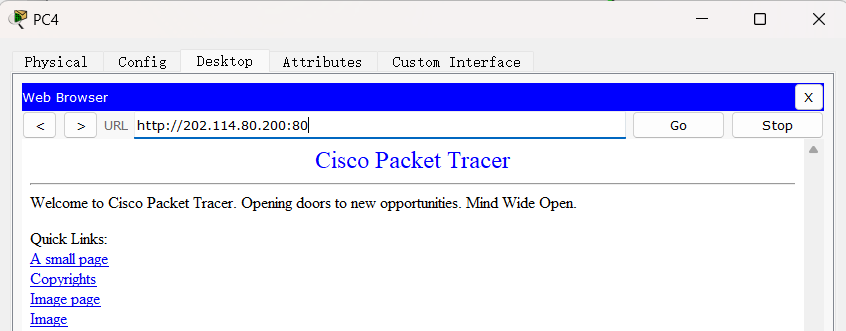 PC4
Physical Config Desktop Attributes Custom Interface
Web Browser X
< > URL http://202.114.80.200:80 Go Stop
Cisco Packet Tracer
Welcome to Cisco Packet Tracer. Opening doors to new opportunities. Mind Wide Open.
Quick Links:
A small page
Copyrights
Image page
Image